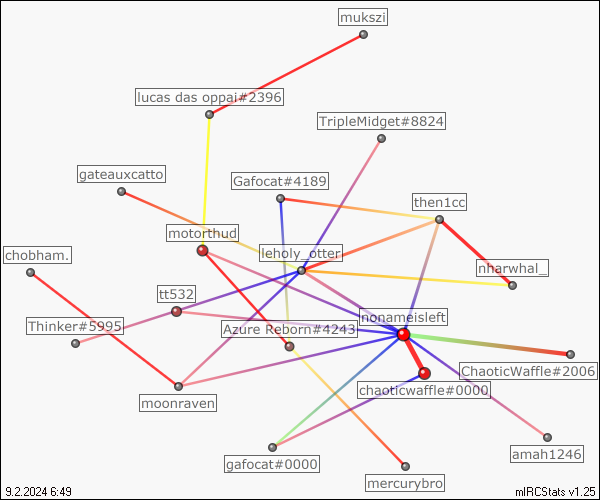 mukszi
lucas das oppai#2396
TripleMidget#8824
gateauxcatto
Gafocat#4189
then1cc
motorthud
leholy_otter
chobham.
nharwhal_
tt532
nonameisleft
Thinker#5995
Azure Reborn#4243
ChaoticWaffle#2006
chaoticwaffle#0000
moonraven
amah1246
gafocat#0000
mercurybro
9.2.2024 6:49
mIRCStats v1.25